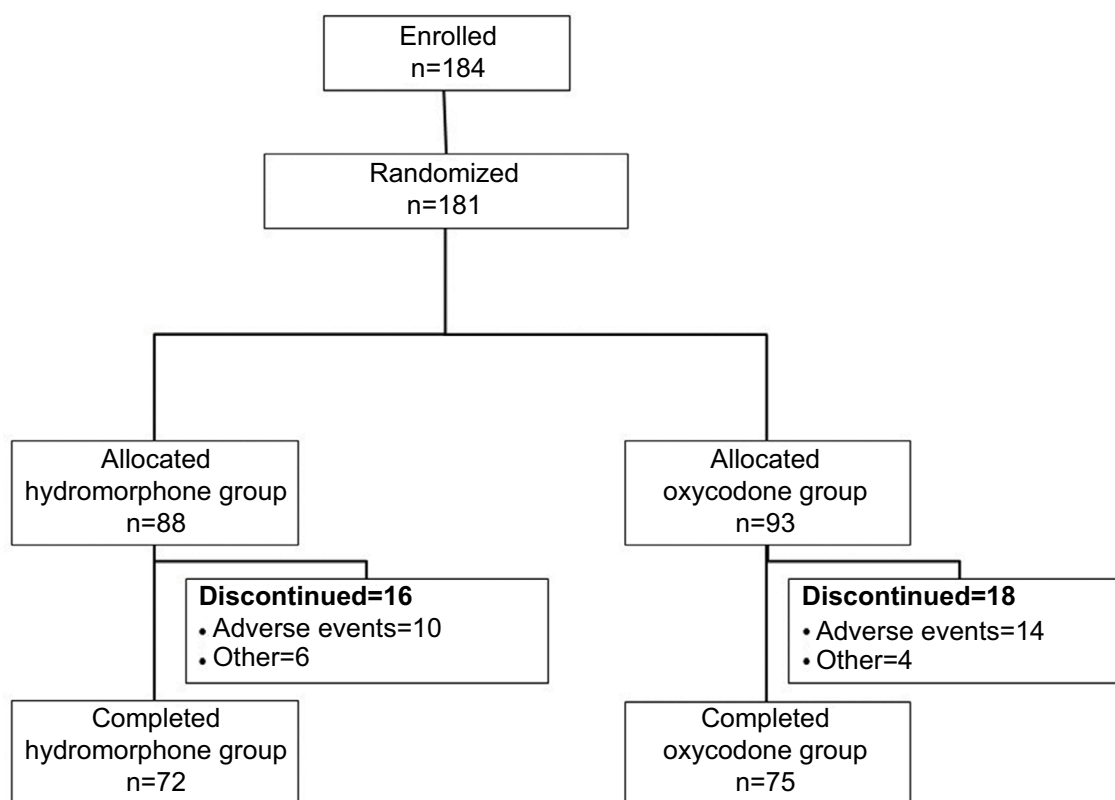 Enrolled
n=184
Randomized
n=181
Allocated
hydromorphone group
n=88
Allocated
oxycodone group
n=93
Discontinued=16
• Adverse events=10
• Other=6
Discontinued=18
• Adverse events=14
• Other=4
Completed
hydromorphone group
n=72
Completed
oxycodone group
n=75